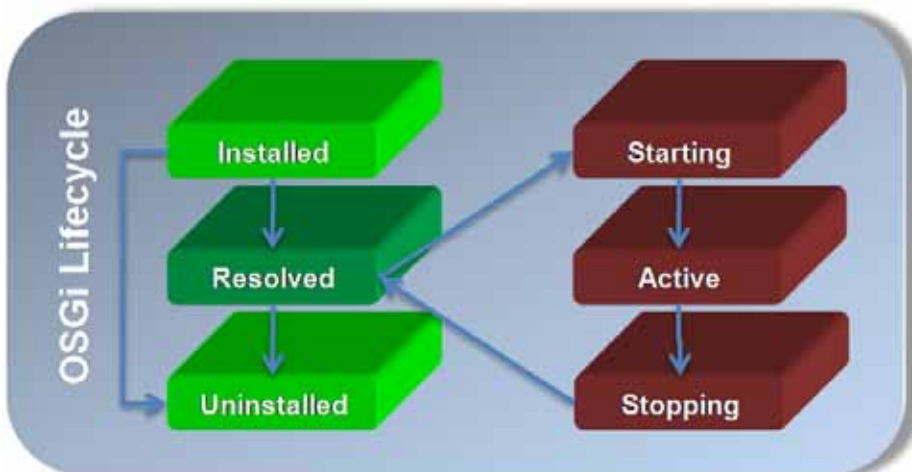 OSGi Lifecycle
Installed
Resolved
Uninstalled
Starting
Active
Stopping